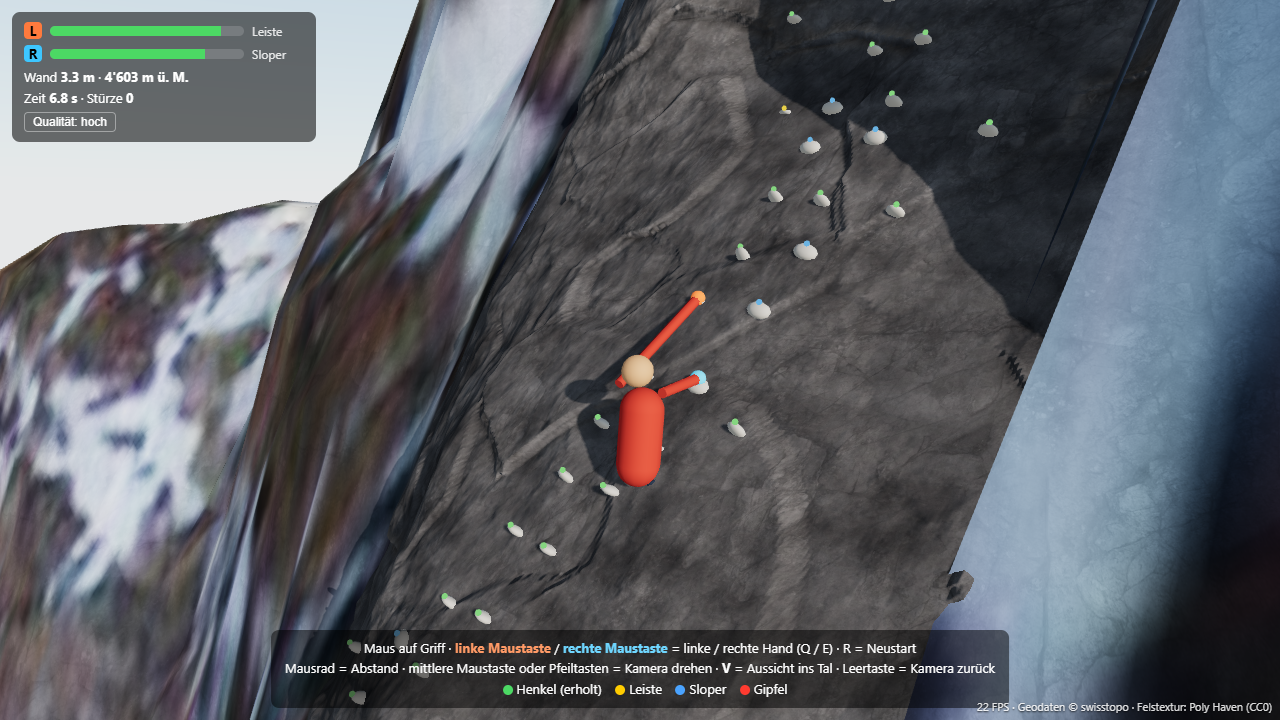 L Leiste
R Sloper
Wand 3.3 m · 4'603 m ü. M.
Zeit 6.8 s · Stürze 0
Qualität: hoch
Maus auf Griff · linke Maustaste / rechte Maustaste = linke / rechte Hand (Q / E) · R = Neustart
Mausrad = Abstand · mittlere Maustaste oder Pfeiltasten = Kamera drehen · V = Aussicht ins Tal · Leertaste = Kamera zurück
Henkel (erholt) Leiste Sloper Gipfel
22 FPS · Geodaten © swisstopo · Felstextur: Poly Haven (CC0)